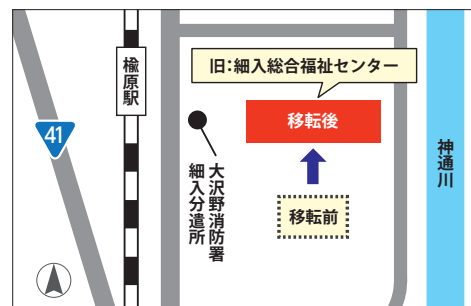 旧:細入総合福祉センター
楡原駅
移転後
41
大沢野消防署
細入分遣所
移転前
神通川